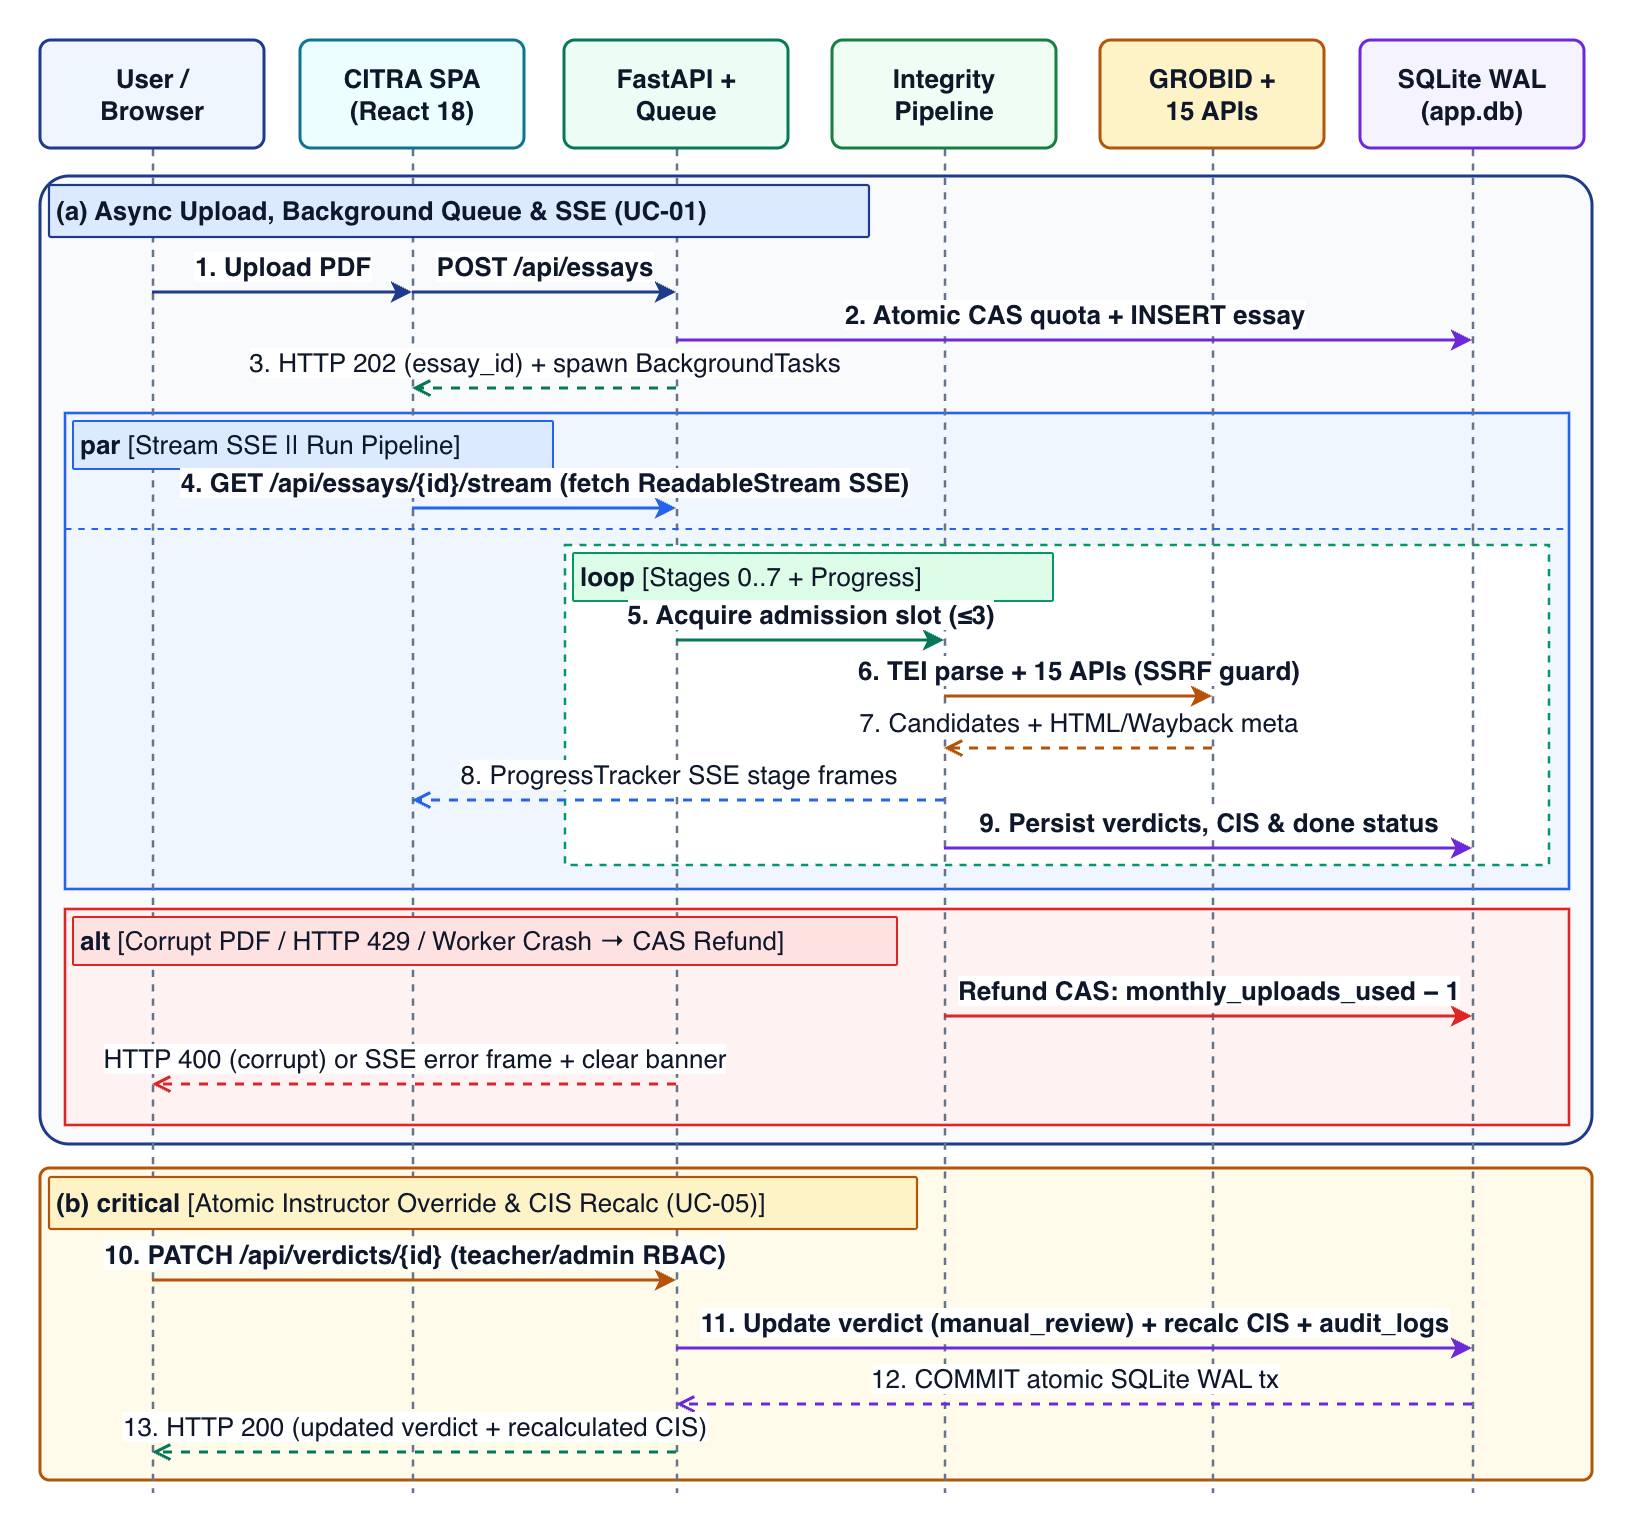 User /
Browser
CITRA SPA
(React 18)
FastAPI +
Queue
Integrity
Pipeline
GROBID +
15 APIs
SQLite WAL
(app.db)
(a) Async Upload, Background Queue & SSE (UC-01)
1. Upload PDF
POST /api/essays
2. Atomic CAS quota + INSERT essay
3. HTTP 202 (essay_id) + spawn BackgroundTasks
par [Stream SSE || Run Pipeline]
4. GET /api/essays/{id}/stream (fetch ReadableStream SSE)
loop [Stages 0..7 + Progress]
5. Acquire admission slot (≤3)
6. TEI parse + 15 APIs (SSRF guard)
7. Candidates + HTML/Wayback meta
8. ProgressTracker SSE stage frames
9. Persist verdicts, CIS & done status
alt [Corrupt PDF / HTTP 429 / Worker Crash → CAS Refund]
Refund CAS: monthly_uploads_used – 1
HTTP 400 (corrupt) or SSE error frame + clear banner
(b) critical [Atomic Instructor Override & CIS Recalc (UC-05)]
10. PATCH /api/verdicts/{id} (teacher/admin RBAC)
11. Update verdict (manual_review) + recalc CIS + audit_logs
12. COMMIT atomic SQLite WAL tx
13. HTTP 200 (updated verdict + recalculated CIS)